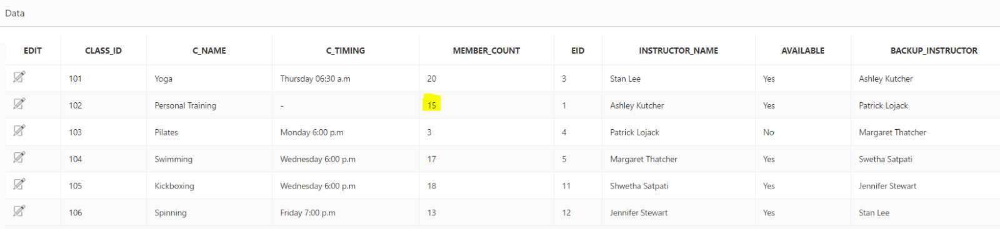 Data
EDIT CLASS_ID C_NAME C_TIMING MEMBER_COUNT EID INSTRUCTOR_NAME AVAILABLE BACKUP_INSTRUCTOR
101 Yoga Thursday 06:30 a.m 20 3 Stan Lee Yes Ashley Kutcher
102 Personal Training - 15 1 Ashley Kutcher Yes Patrick Lojack
103 Pilates Monday 6:00 p.m 3 4 Patrick Lojack No Margaret Thatcher
104 Swimming Wednesday 6:00 p.m 17 5 Margaret Thatcher Yes Swetha Satpati
105 Kickboxing Wednesday 6:00 p.m 18 11 Shwetha Satpati Yes Jennifer Stewart
106 Spinning Friday 7:00 p.m 13 12 Jennifer Stewart Yes Stan Lee